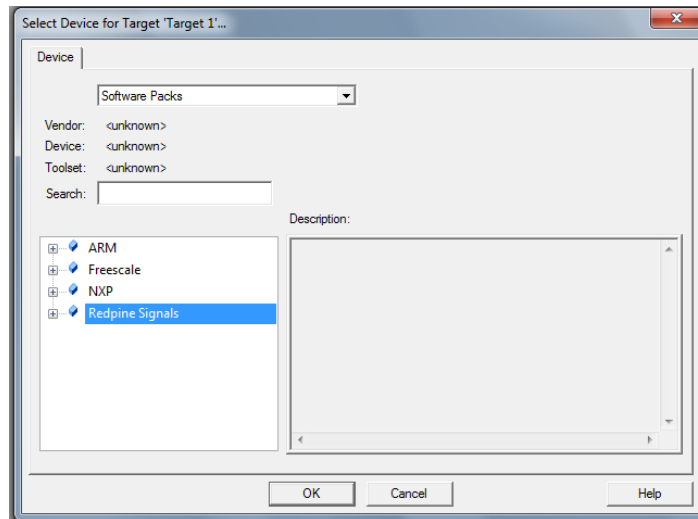 Select Device for Target 'Target 1'...
Device
Software Packs
Vendor: <unknown>
Device: <unknown>
Toolset: <unknown>
Search:
Description:
ARM
Freescale
NXP
Redpine Signals
OK Cancel Help